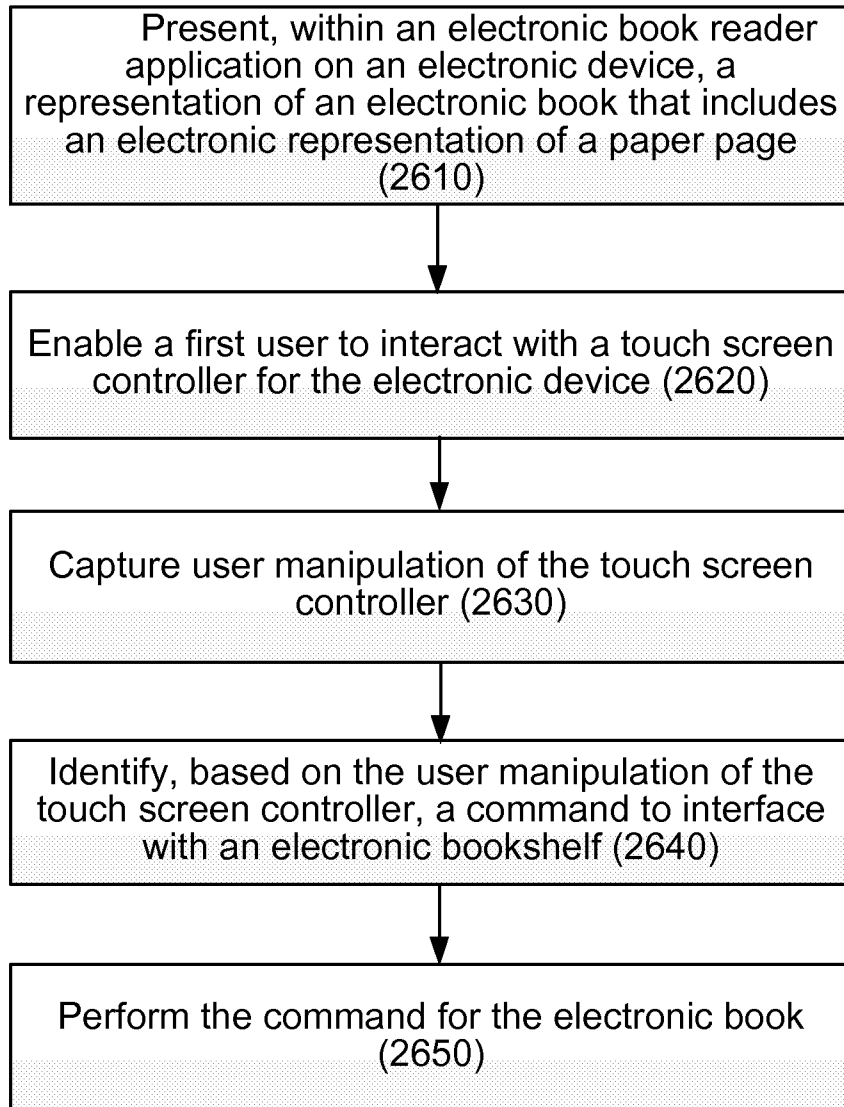 Present, within an electronic book reader
application on an electronic device, a
representation of an electronic book that includes
an electronic representation of a paper page
(2610)
Enable a first user to interact with a touch screen
controller for the electronic device (2620)
Capture user manipulation of the touch screen
controller (2630)
Identify, based on the user manipulation of the
touch screen controller, a command to interface
with an electronic bookshelf (2640)
Perform the command for the electronic book
(2650)